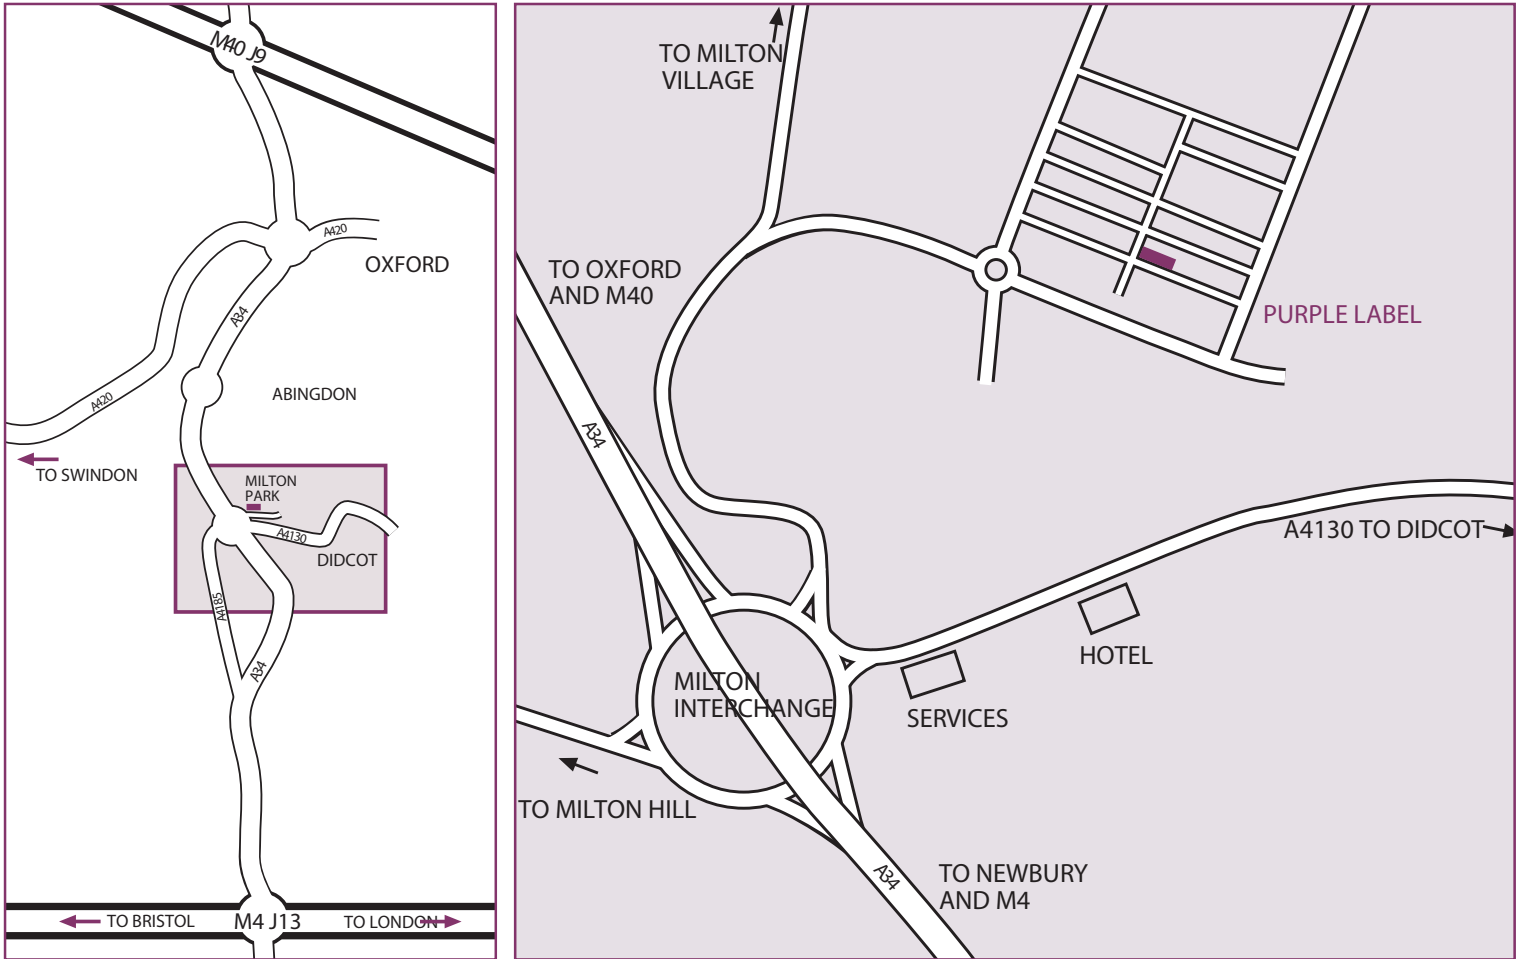 M40 J9
A420
OXFORD
A34
ABINGDON
A420
TO SWINDON
MILTON
PARK
A4130
DIDCOT
A4185
A34
TO BRISTOL
M4 J13
TO LONDON
TO MILTON
VILLAGE
TO OXFORD
AND M40
PURPLE LABEL
A34
A4130 TO DIDCOT
HOTEL
MILTON
INTERCHANGE
SERVICES
TO MILTON HILL
A34
TO NEWBURY
AND M4